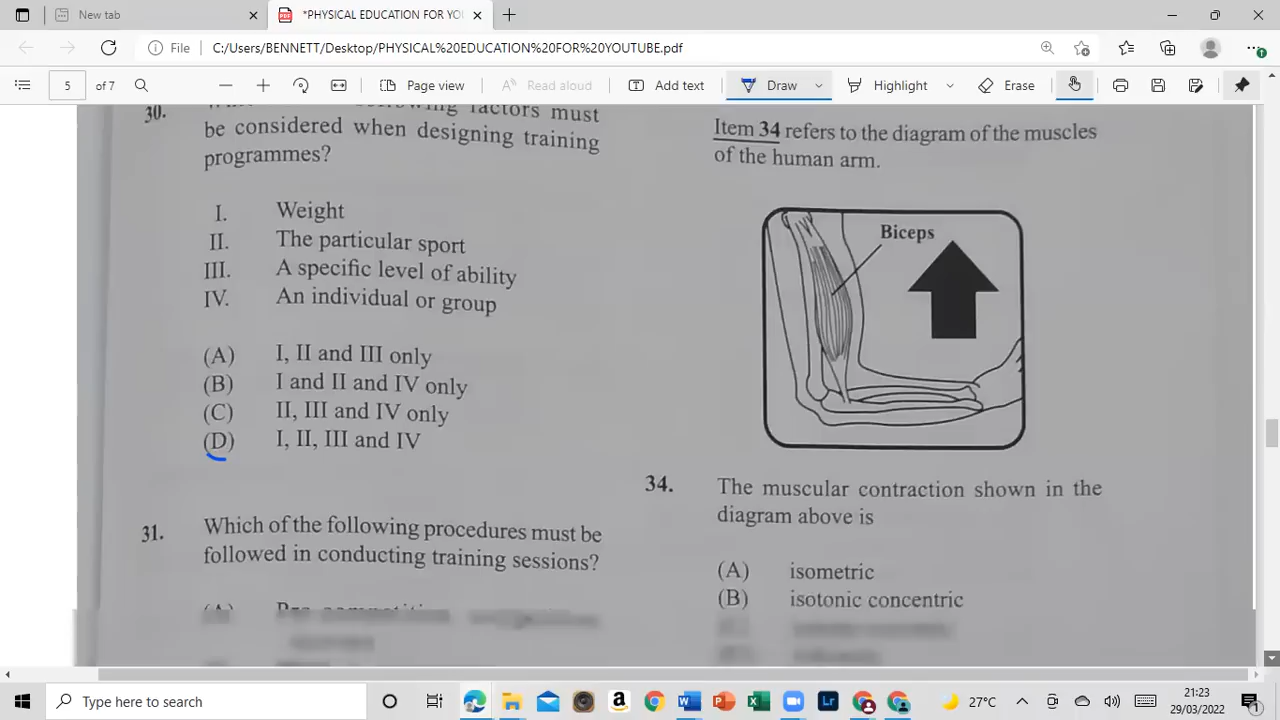 New tab
*PHYSICAL EDUCATION FOR YOU
File
C:/Users/BENNETT/Desktop/PHYSICAL%20EDUCATION%20FOR%20YOUTUBE.pdf
5 of 7
Page view
Read aloud
Add text
Draw
Highlight
Erase
30.
factors must
be considered when designing training
programmes?
I. Weight
II. The particular sport
III. A specific level of ability
IV. An individual or group
(A) I, II and III only
(B) I and II and IV only
(C) II, III and IV only
(D) I, II, III and IV
31. Which of the following procedures must be
followed in conducting training sessions?
Item 34 refers to the diagram of the muscles
of the human arm.
Biceps
34. The muscular contraction shown in the
diagram above is
(A) isometric
(B) isotonic concentric
Type here to search
27°C
21:23
29/03/2022